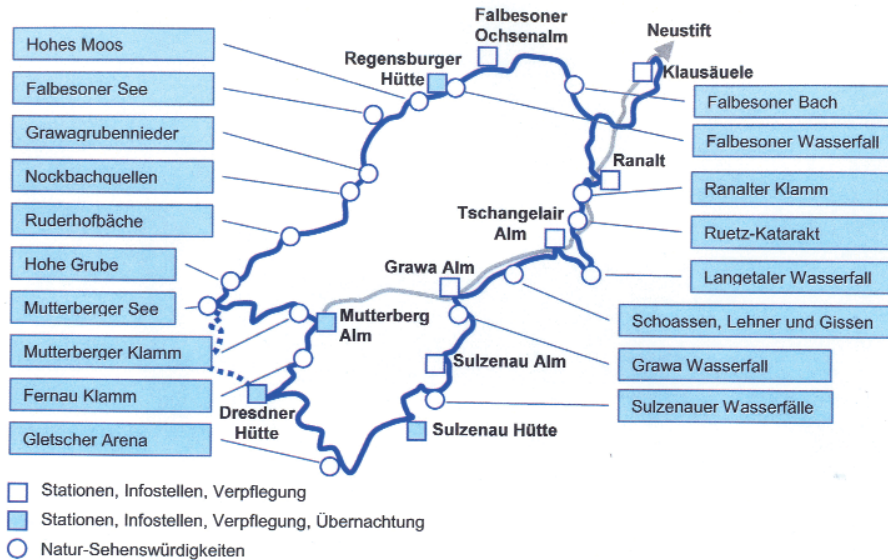 Hohes Moos
Falbesoner See
Grawagrubennieder
Nockbachquellen
Ruderhofbäche
Hohe Grube
Mutterberger See
Mutterberger Klamm
Fernau Klamm
Gletscher Arena
Falbesoner
Ochsenalm
Regensburger
Hütte
Neustift
Klausäuele
Ranalt
Tschangelair
Alm
Grawa Alm
Mutterberg
Alm
Sulzenau Alm
Dresdner
Hütte
Sulzenau Hütte
Falbesoner Bach
Falbesoner Wasserfall
Ranalter Klamm
Ruetz-Katarakt
Langetaler Wasserfall
Schoassen, Lehner und Gissen
Grawa Wasserfall
Sulzenauer Wasserfälle
Stationen, Infostellen, Verpflegung
Stationen, Infostellen, Verpflegung, Übernachtung
Natur-Sehenswürdigkeiten